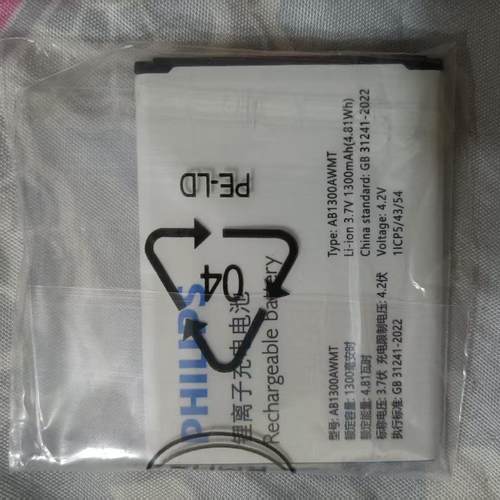 PHILIPS
锂离子充电电池
Rechargeable Battery
Type: AB1300AWMT
Li-ion 3.7V 1300mAh(4.81Wh)
China standard: GB 31241-2022
Voltage: 4.2V
1ICP5/43/54
AB1300AWMT
额定容量: 1300毫安时
额定能量: 4.81瓦时
标称电压: 3.7伏 充电限制电压: 4.2伏
执行标准: GB 31241-2022
04
PE-LD